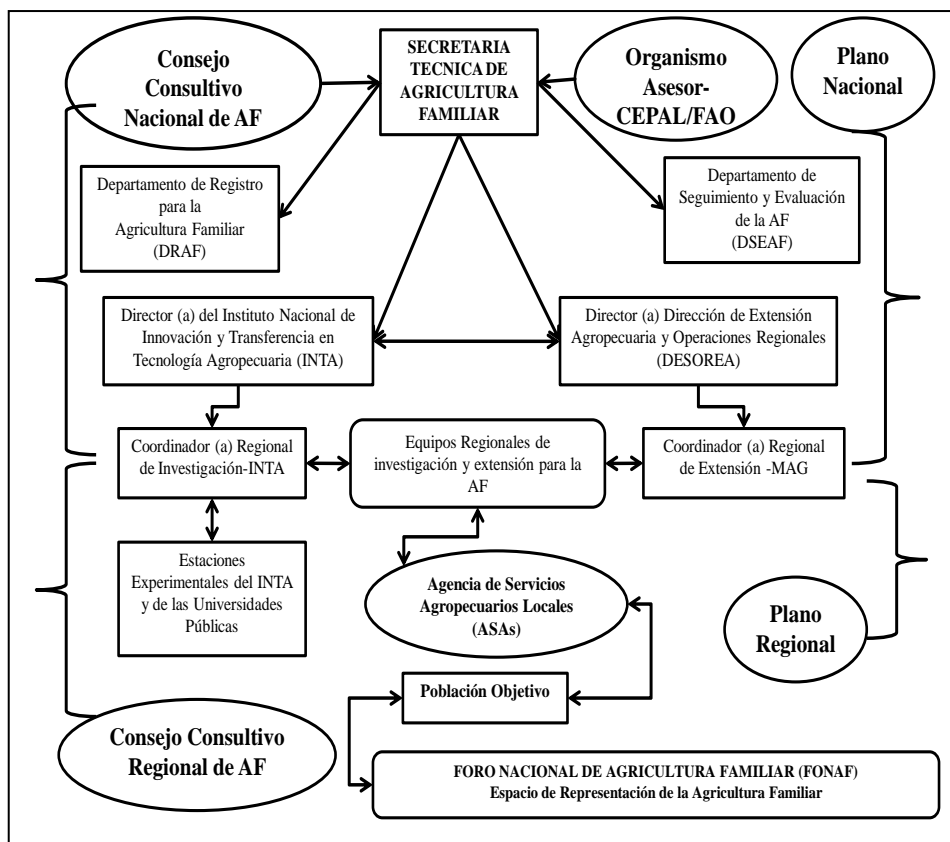 Consejo
Consultivo
Nacional de AF
SECRETARIA
TECNICA DE
AGRICULTURA
FAMILIAR
Organismo
Asesor-
CEPAL/FAO
Plano
Nacional
Departamento de Registro
para la
Agricultura Familiar
(DRAF)
Departamento de
Seguimiento y Evaluación
de la AF
(DSEAF)
Director (a) del Instituto Nacional de
Innovación y Transferencia en
Tecnología Agropecuaria (INTA)
Director (a) Dirección de Extensión
Agropecuaria y Operaciones Regionales
(DESOREA)
Coordinador (a) Regional
de Investigación-INTA
Equipos Regionales de
investigación y extensión para la
AF
Coordinador (a) Regional
de Extensión -MAG
Estaciones
Experimentales del INTA
y de las Universidades
Públicas
Agencia de Servicios
Agropecuarios Locales
(ASAs)
Plano
Regional
Población Objetivo
Consejo Consultivo
Regional de AF
FORO NACIONAL DE AGRICULTURA FAMILIAR (FONAF)
Espacio de Representación de la Agricultura Familiar